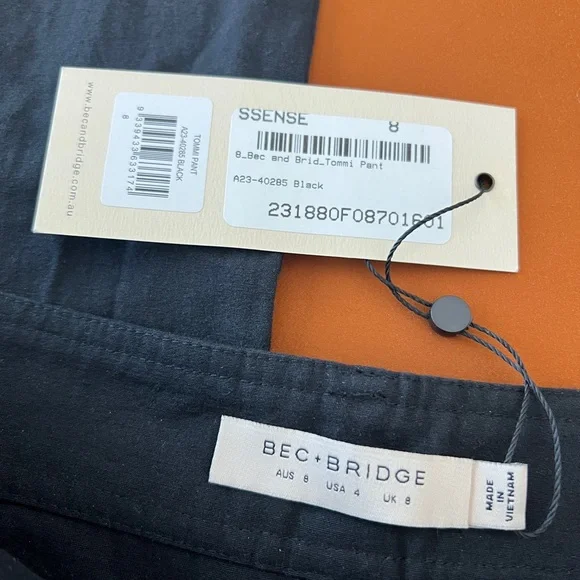 www.becandbridge.com.au
9339433633174
8
A23-40285 BLACK
TOMMI PANT
SSENSE 8
8_Bec and Brid_Tommi Pant
A23-40285 Black
231880F08701601
BEC+BRIDGE
AUS 8 USA 4 UK 8
MADE
IN
VIETNAM